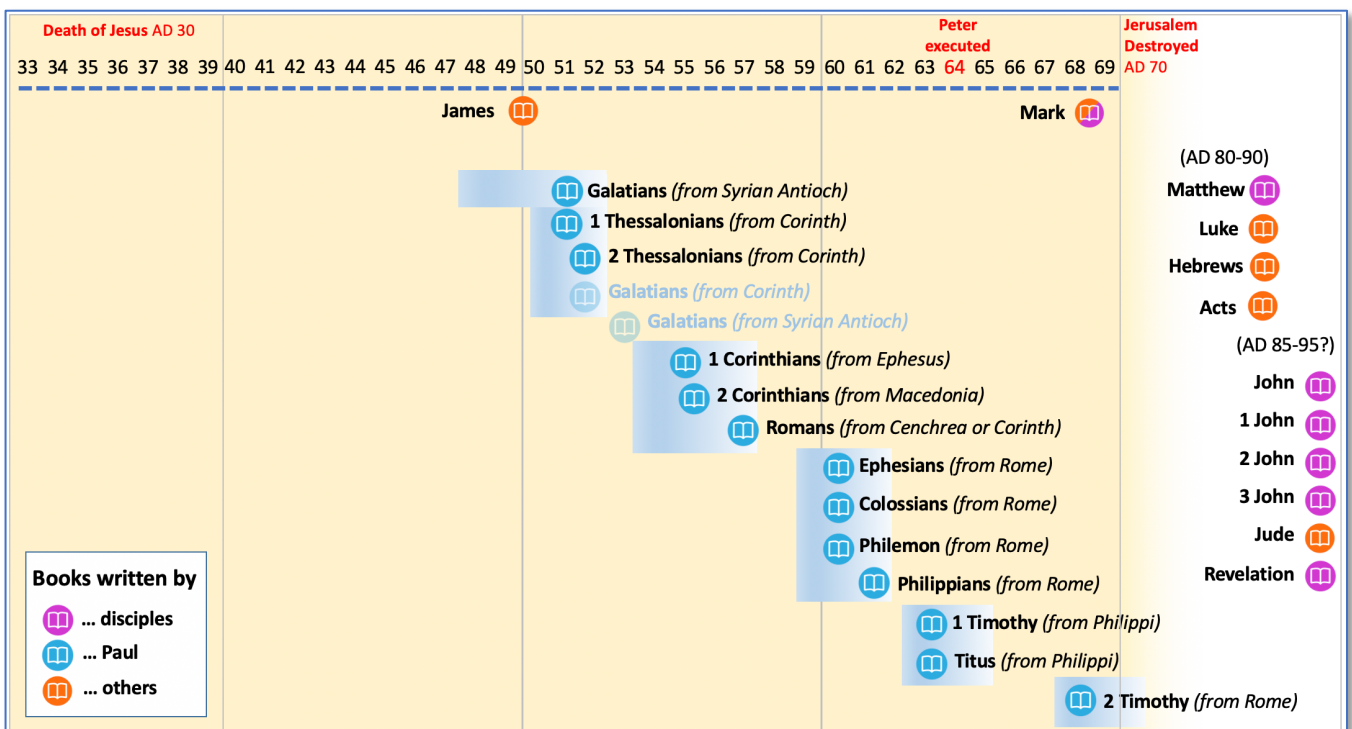 Death of Jesus AD 30
Peter
executed
Jerusalem
Destroyed
AD 70
33 34 35 36 37 38 39 40 41 42 43 44 45 46 47 48 49 50 51 52 53 54 55 56 57 58 59 60 61 62 63 64 65 66 67 68 69
James
Mark
(AD 80-90)
Matthew
Luke
Hebrews
Acts
(AD 85-95?)
John
1 John
2 John
3 John
Jude
Revelation
Galatians (from Syrian Antioch)
1 Thessalonians (from Corinth)
2 Thessalonians (from Corinth)
Galatians (from Corinth)
Galatians (from Syrian Antioch)
1 Corinthians (from Ephesus)
2 Corinthians (from Macedonia)
Romans (from Cenchrea or Corinth)
Ephesians (from Rome)
Colossians (from Rome)
Philemon (from Rome)
Philippians (from Rome)
1 Timothy (from Philippi)
Titus (from Philippi)
2 Timothy (from Rome)
Books written by
... disciples
... Paul
... others